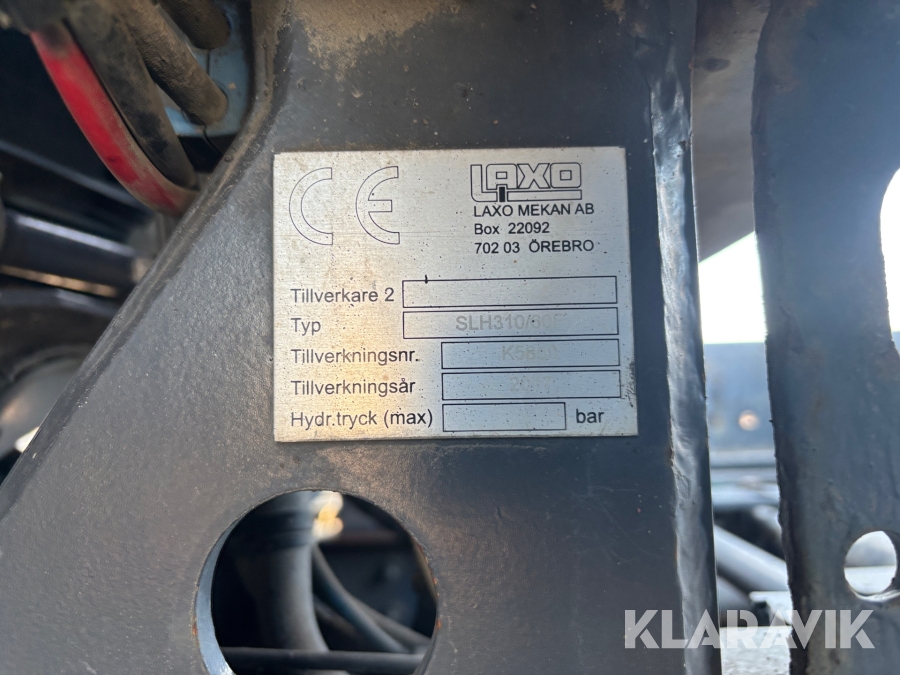 CE
LAXO
LAXO MEKAN AB
Box 22092
702 03 ÖREBRO
Tillverkare 2
Typ
Tillverkningsnr.
Tillverkningsår
Hydr.tryck (max) bar
KLARAVIK